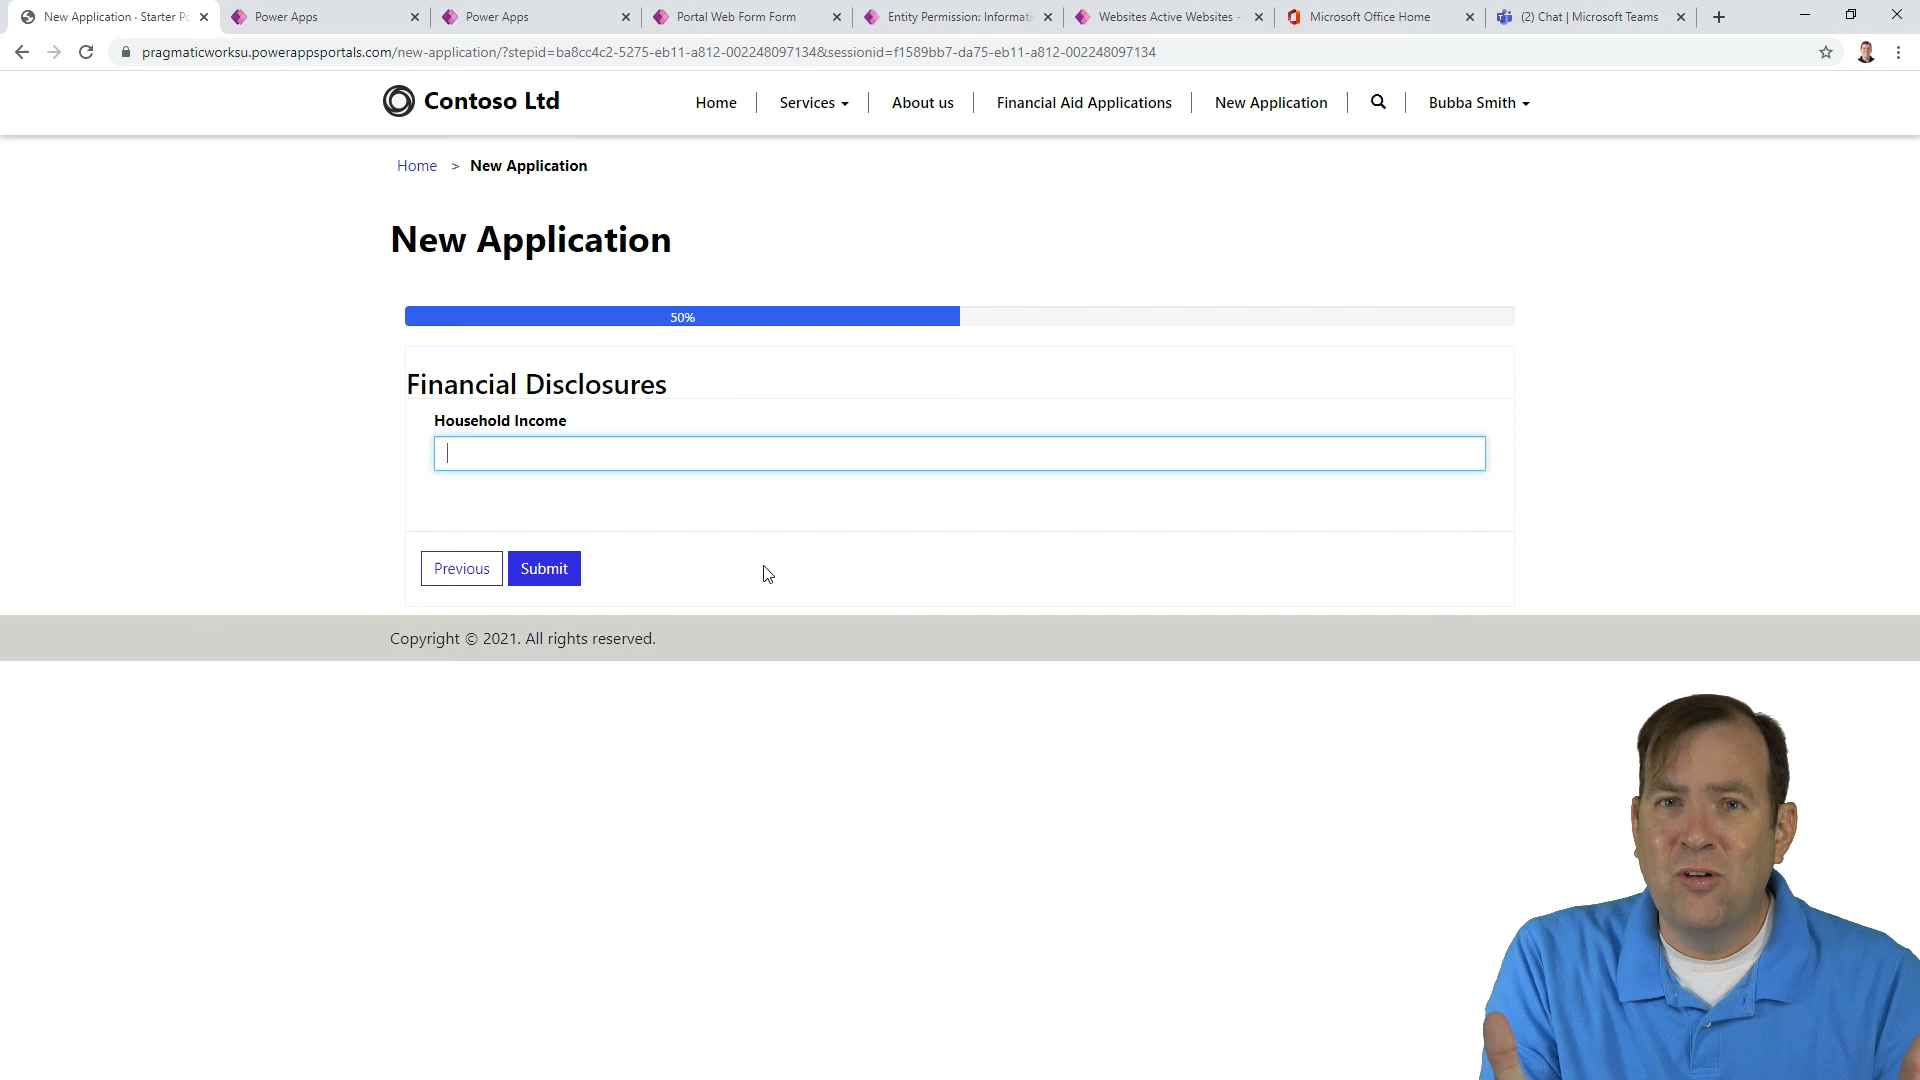 New Application · Starter Po
Power Apps
Power Apps
Portal Web Form Form
Entity Permission: Informati
Websites Active Websites -
Microsoft Office Home
(2) Chat | Microsoft Teams
pragmaticworksu.powerappsportals.com/new-application/?stepid=ba8cc4c2-5275-eb11-a812-002248097134&sessionid=f1589bb7-da75-eb11-a812-002248097134
Contoso Ltd
Home
Services
About us
Financial Aid Applications
New Application
Bubba Smith
Home > New Application
New Application
50%
Financial Disclosures
Household Income
Previous
Submit
Copyright © 2021. All rights reserved.